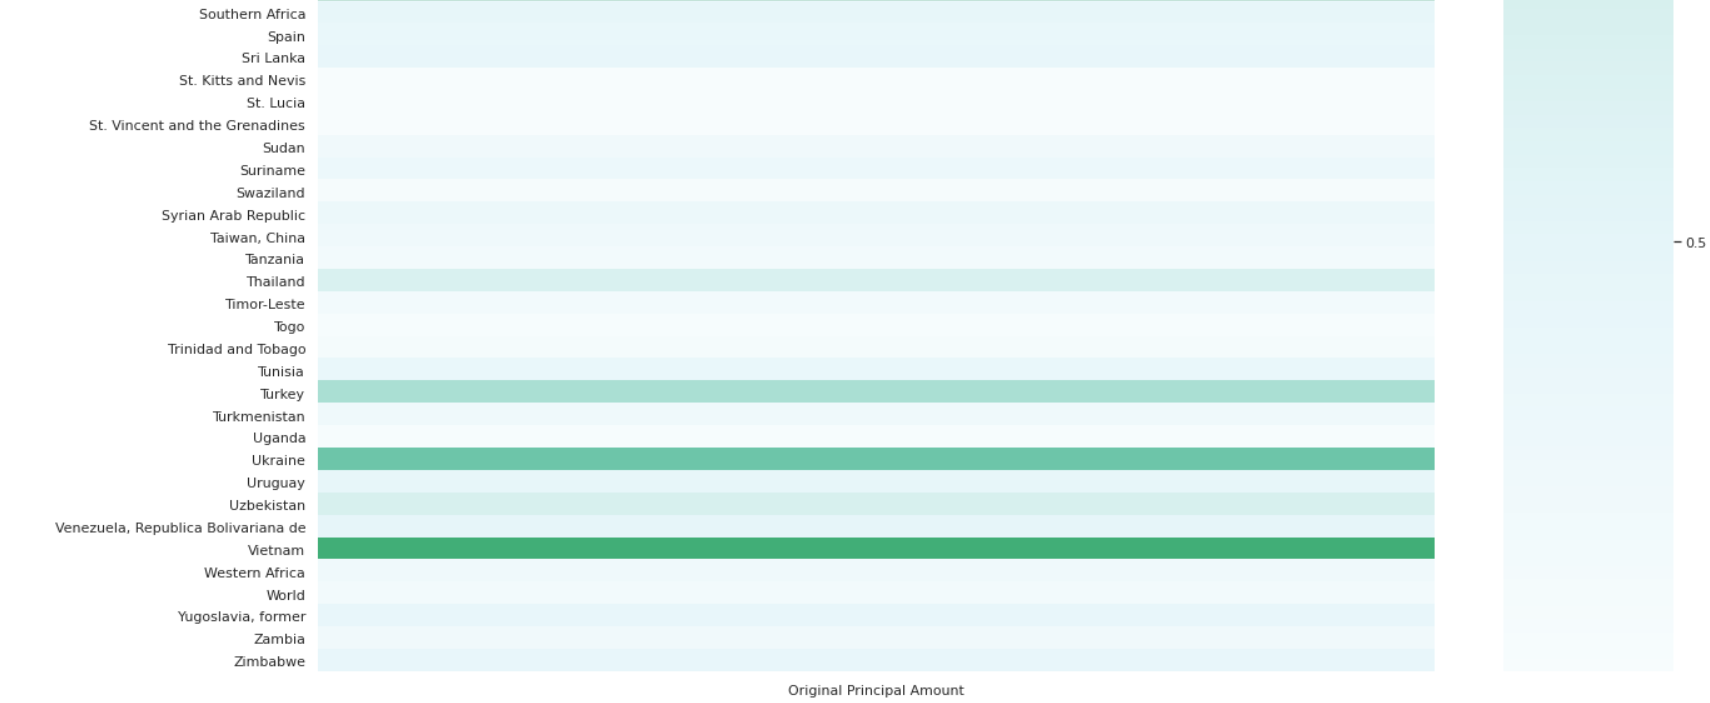 Southern Africa
Spain
Sri Lanka
St. Kitts and Nevis
St. Lucia
St. Vincent and the Grenadines
Sudan
Suriname
Swaziland
Syrian Arab Republic
Taiwan, China
0.5
Tanzania
Thailand
Timor-Leste
Togo
Trinidad and Tobago
Tunisia
Turkey
Turkmenistan
Uganda
Ukraine
Uruguay
Uzbekistan
Venezuela, Republica Bolivariana de
Vietnam
Western Africa
World
Yugoslavia, former
Zambia
Zimbabwe
Original Principal Amount